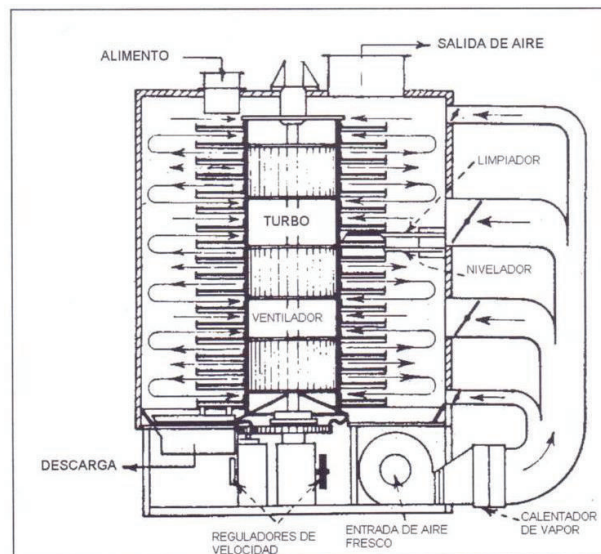 SALIDA DE AIRE
ALIMENTO
LIMPIADOR
TURBO
NIVELADOR
VENTILADOR
DESCARGA
REGULADORES DE
VELOCIDAD
ENTRADA DE AIRE
FRESCO
CALENTADOR
DE VAPOR